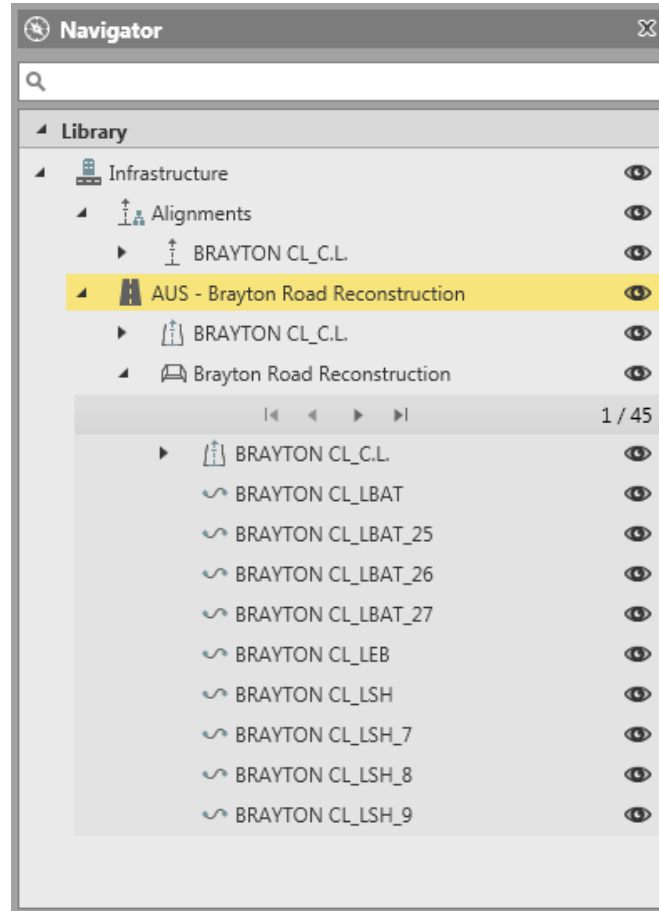 Navigator
Library
Infrastructure
Alignments
BRAYTON CL_C.L.
AUS - Brayton Road Reconstruction
BRAYTON CL_C.L.
Brayton Road Reconstruction
1 / 45
BRAYTON CL_C.L.
BRAYTON CL_LBAT
BRAYTON CL_LBAT_25
BRAYTON CL_LBAT_26
BRAYTON CL_LBAT_27
BRAYTON CL_LEB
BRAYTON CL_LSH
BRAYTON CL_LSH_7
BRAYTON CL_LSH_8
BRAYTON CL_LSH_9